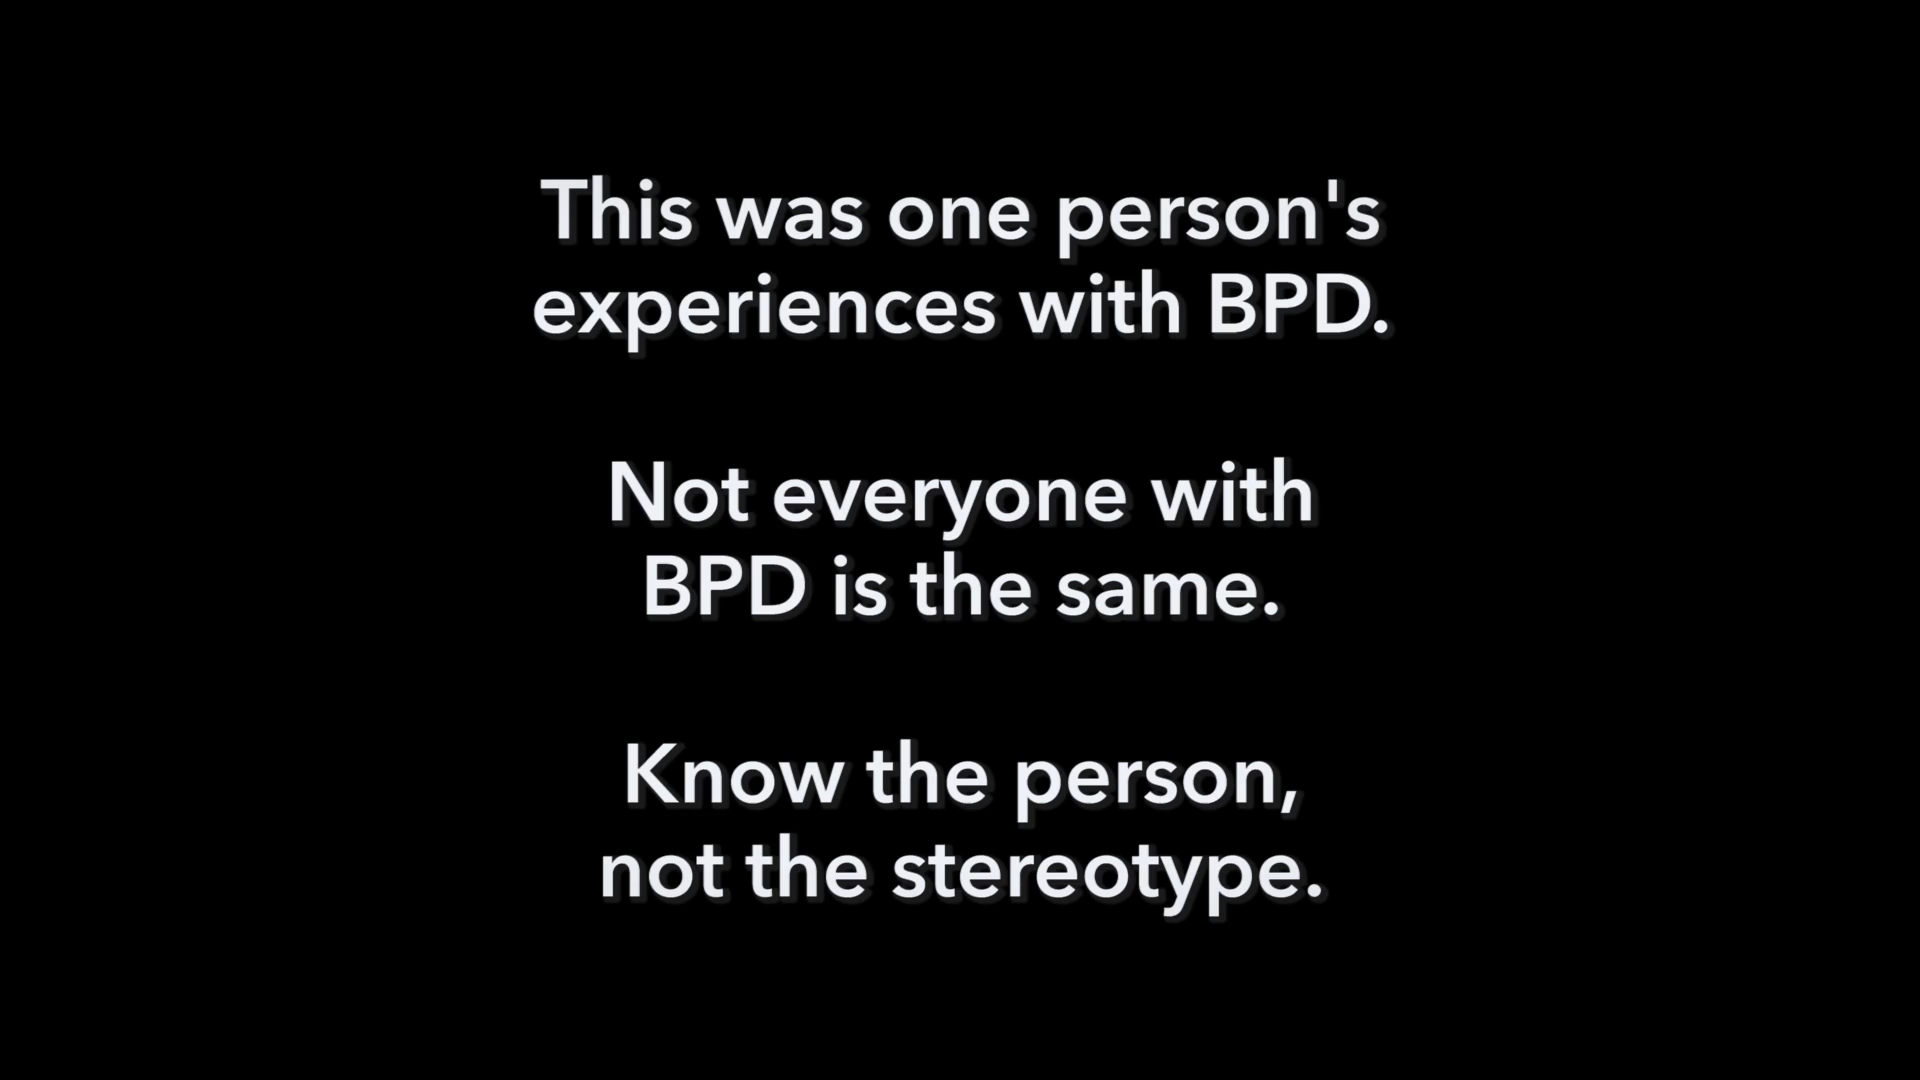 This was one person's
experiences with BPD.
Not everyone with
BPD is the same.
Know the person,
not the stereotype.